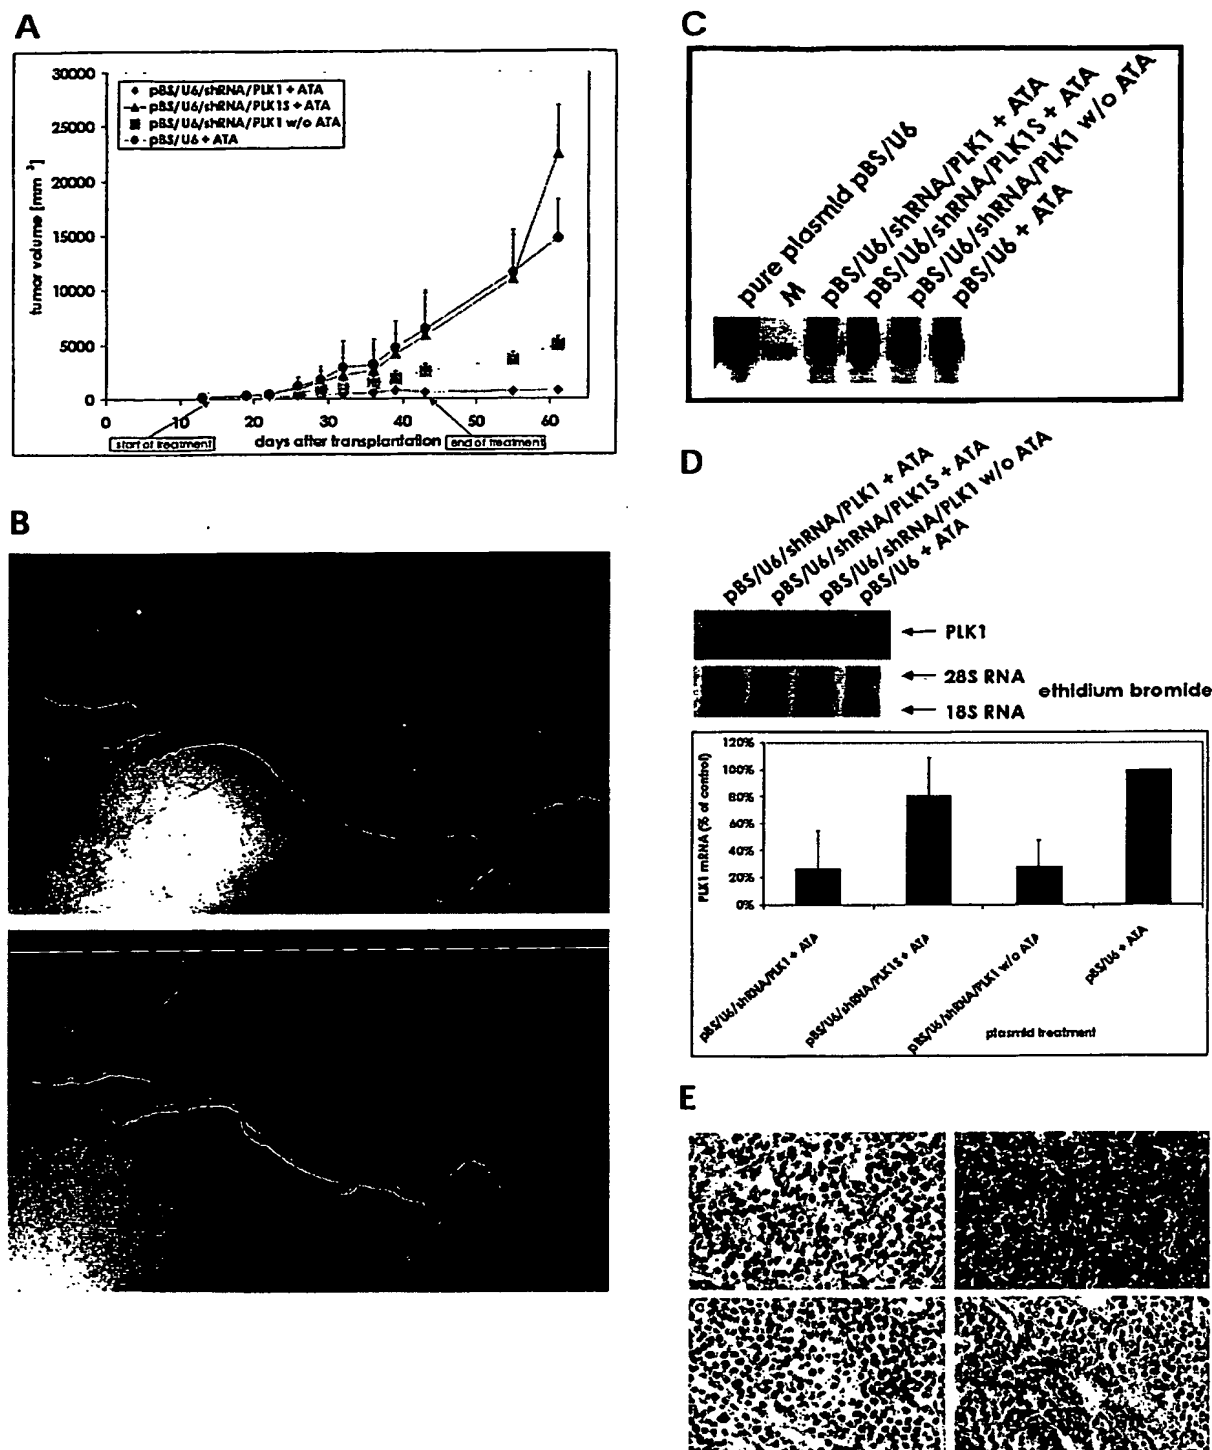 A
30000
25000
20000
15000
10000
5000
0
tumor volume [mm³]
pBS/U6/shRNA/PLK1 + ATA
pBS/U6/shRNA/PLK1S + ATA
pBS/U6/shRNA/PLK1 w/o ATA
pBS/U6 + ATA
0 10 20 30 40 50 60
start of treatment
days after transplantation
end of treatment
B
C
pure plasmid pBS/U6
M
pBS/U6/shRNA/PLK1 + ATA
pBS/U6/shRNA/PLK1S + ATA
pBS/U6/shRNA/PLK1 w/o ATA
pBS/U6 + ATA
D
pBS/U6/shRNA/PLK1 + ATA
pBS/U6/shRNA/PLK1S + ATA
pBS/U6/shRNA/PLK1 w/o ATA
pBS/U6 + ATA
PLK1
28S RNA
18S RNA
ethidium bromide
PLK1 mRNA (% of control)
120%
100%
80%
60%
40%
20%
0%
pBS/U6/shRNA/PLK1 + ATA
pBS/U6/shRNA/PLK1S + ATA
pBS/U6/shRNA/PLK1 w/o ATA
pBS/U6 + ATA
plasmid treatment
E